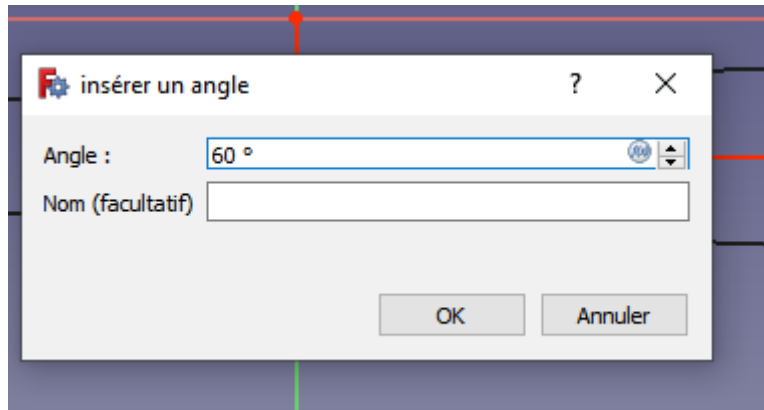 insérer un angle
Angle :
60 °
Nom (facultatif)
OK
Annuler